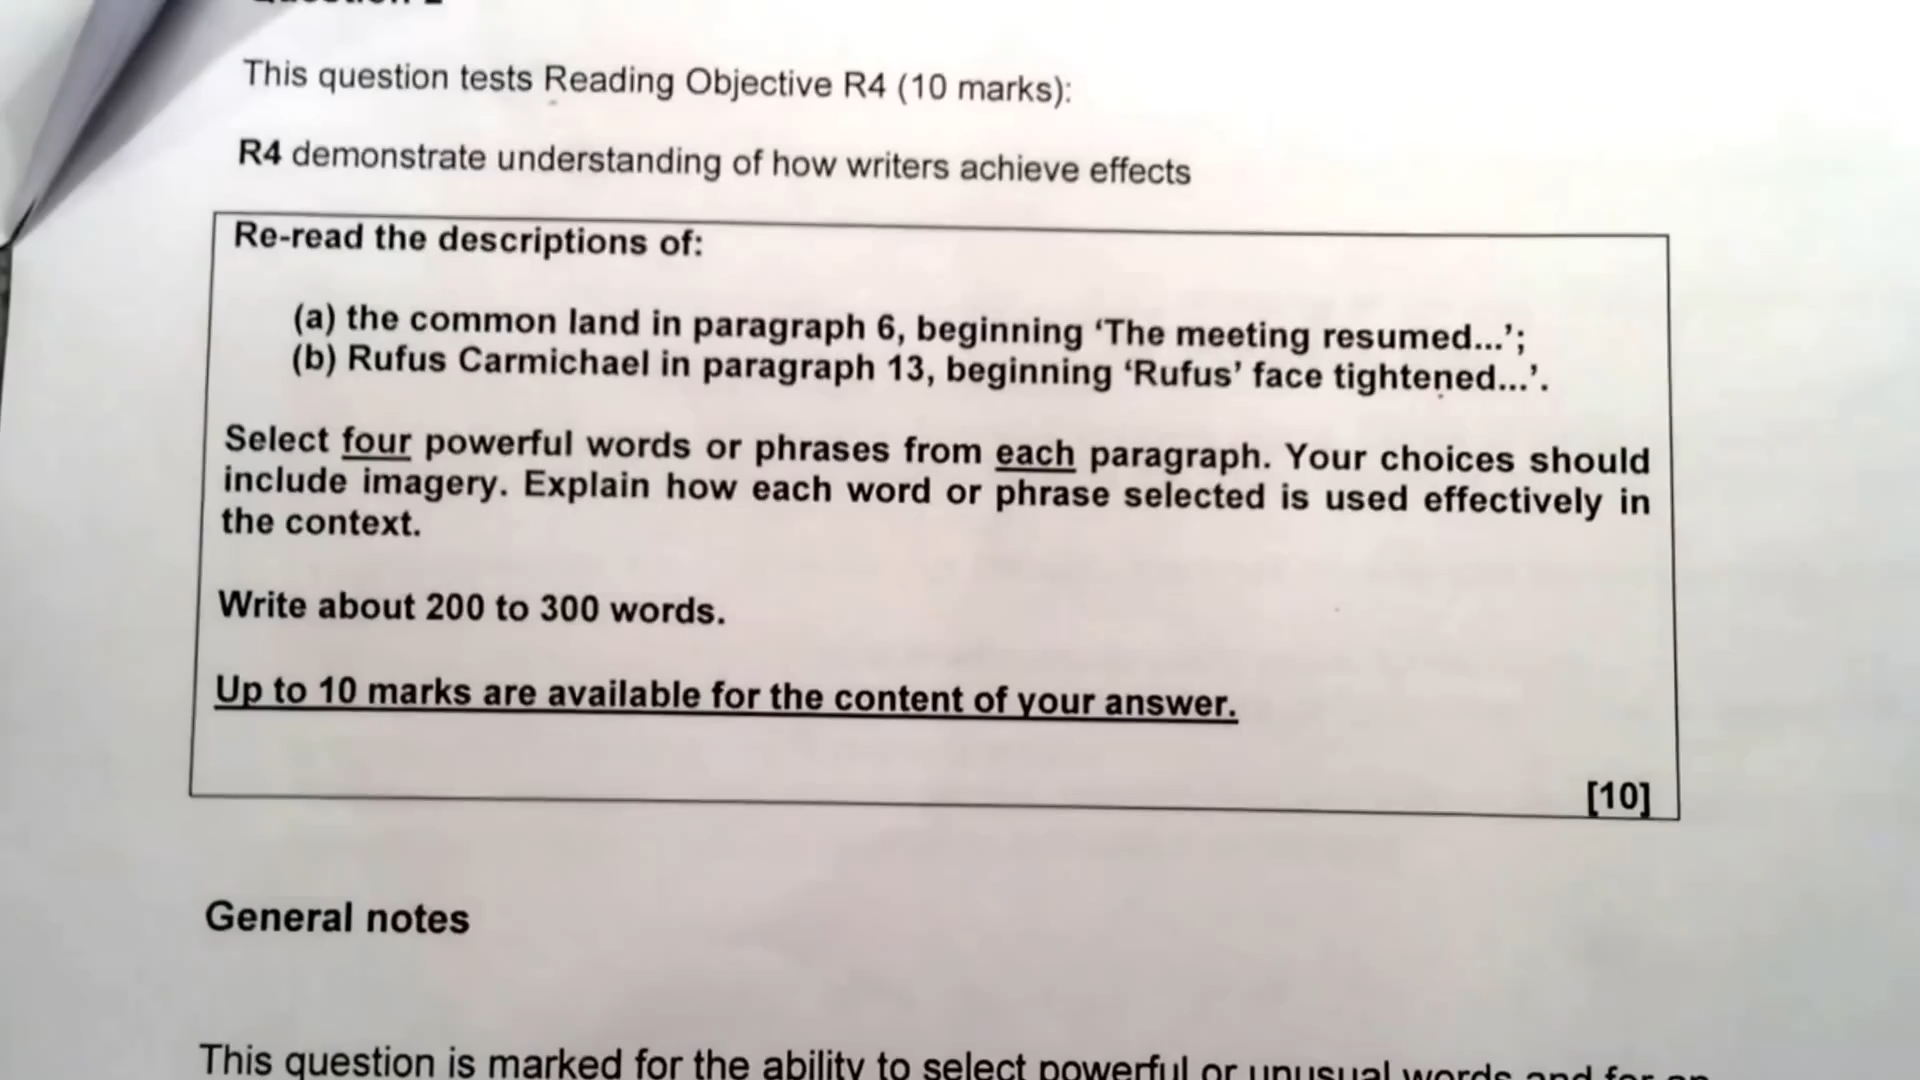 This question tests Reading Objective R4 (10 marks):
R4 demonstrate understanding of how writers achieve effects
Re-read the descriptions of:
(a) the common land in paragraph 6, beginning ‘The meeting resumed...’;
(b) Rufus Carmichael in paragraph 13, beginning ‘Rufus’ face tightened...’.
Select four powerful words or phrases from each paragraph. Your choices should
include imagery. Explain how each word or phrase selected is used effectively in
the context.
Write about 200 to 300 words.
Up to 10 marks are available for the content of your answer.
[10]
General notes
This question is marked for the ability to select powerful or unusual words and for an